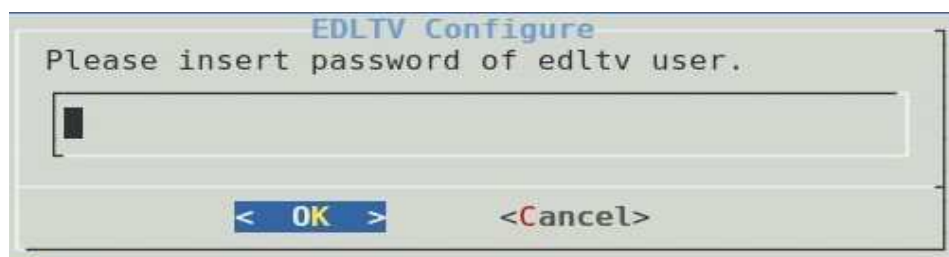 EDLTV Configure
Please insert password of edltv user.
< OK > <Cancel>